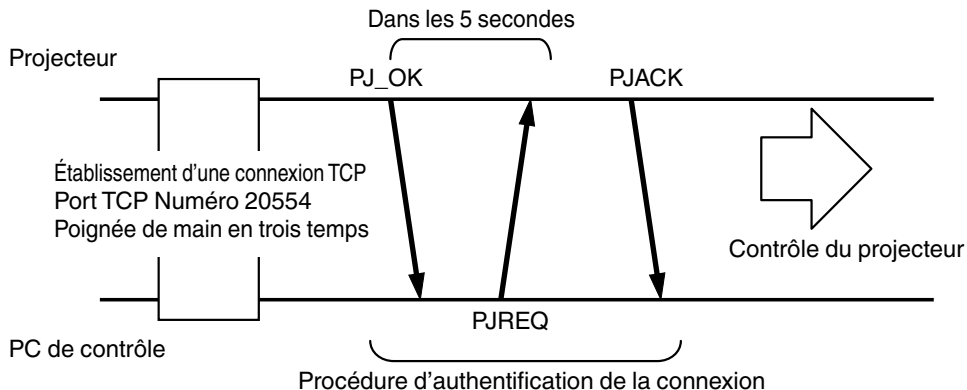 Dans les 5 secondes
Projecteur
PJ_OK
PJACK
Établissement d'une connexion TCP
Port TCP Numéro 20554
Poignée de main en trois temps
Contrôle du projecteur
PJREQ
PC de contrôle
Procédure d'authentification de la connexion